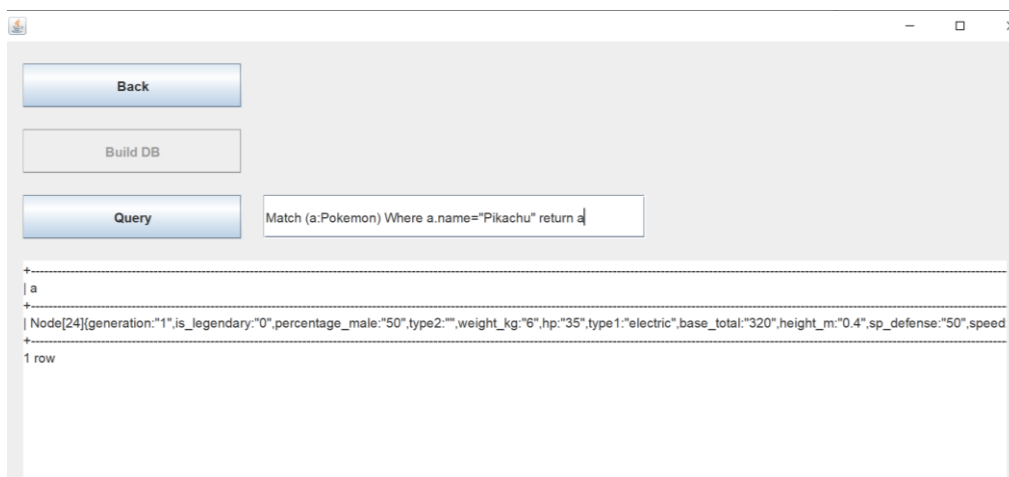 Back
Build DB
Query
Match (a:Pokemon) Where a.name="Pikachu" return a
| a
| Node[24]{generation:"1",is_legendary:"0",percentage_male:"50",type2:"",weight_kg:"6",hp:"35",type1:"electric",base_total:"320",height_m:"0.4",sp_defense:"50",speed
1 row